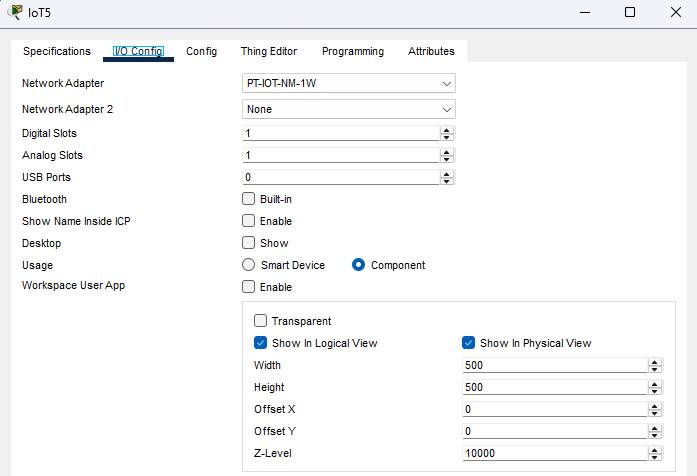 IoT5
Specifications I/O Config Config Thing Editor Programming Attributes
Network Adapter PT-IOT-NM-1W
Network Adapter 2 None
Digital Slots 1
Analog Slots 1
USB Ports 0
Bluetooth Built-in
Show Name Inside ICP Enable
Desktop Show
Usage Smart Device Component
Workspace User App Enable
Transparent
Show In Logical View Show In Physical View
Width 500
Height 500
Offset X 0
Offset Y 0
Z-Level 10000